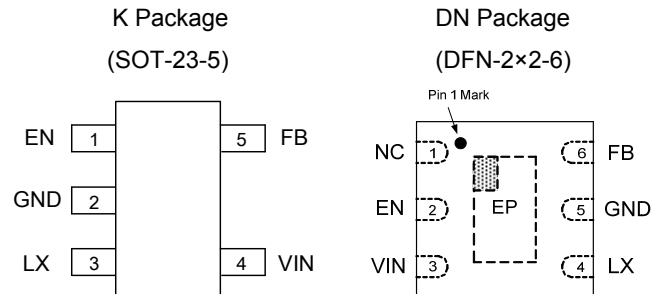 K Package
(SOT-23-5)
EN 1
5 FB
GND 2
LX 3
4 VIN
DN Package
(DFN-2×2-6)
Pin 1 Mark
NC 1
6 FB
EN 2
EP
5 GND
VIN 3
4 LX